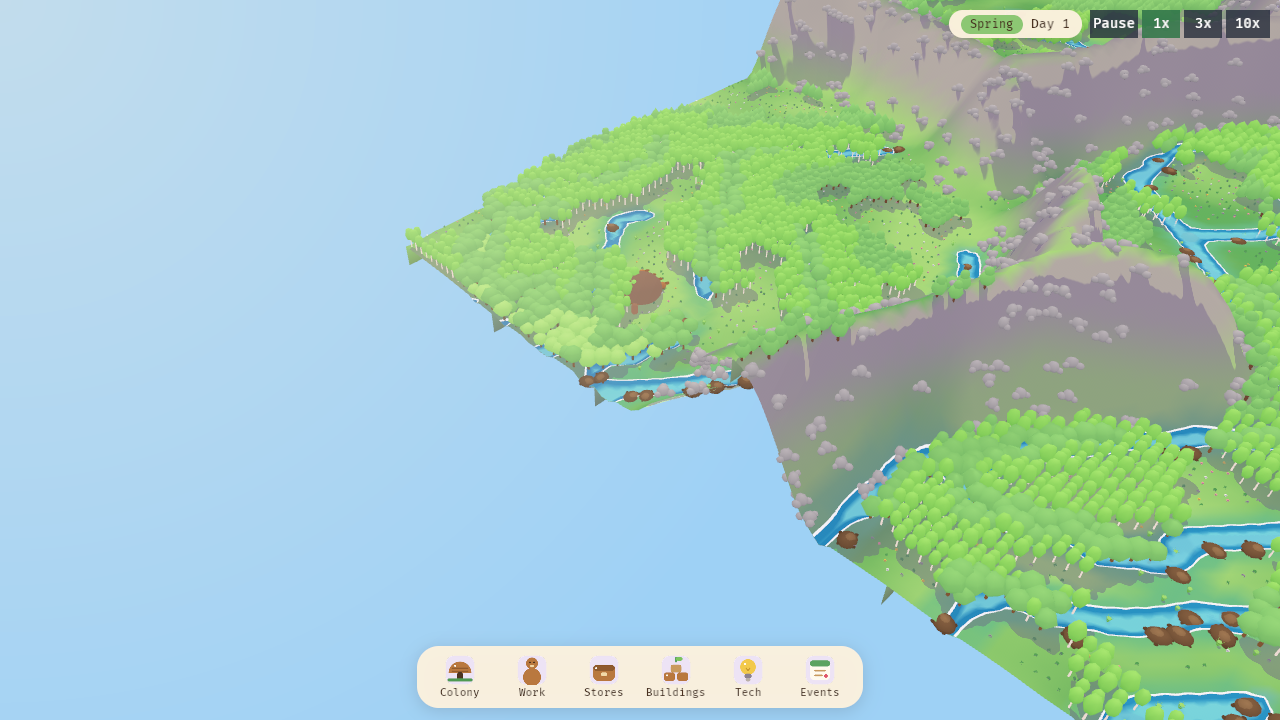 Spring Day 1 Pause 1x 3x 10x
Colony Work Stores Buildings Tech Events